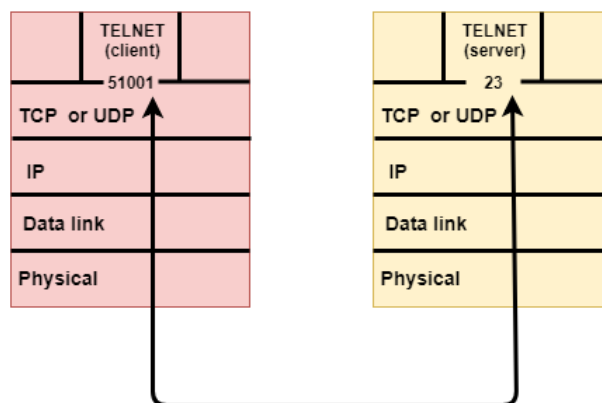 TELNET
(client)
51001
TCP or UDP
IP
Data link
Physical
TELNET
(server)
23
TCP or UDP
IP
Data link
Physical